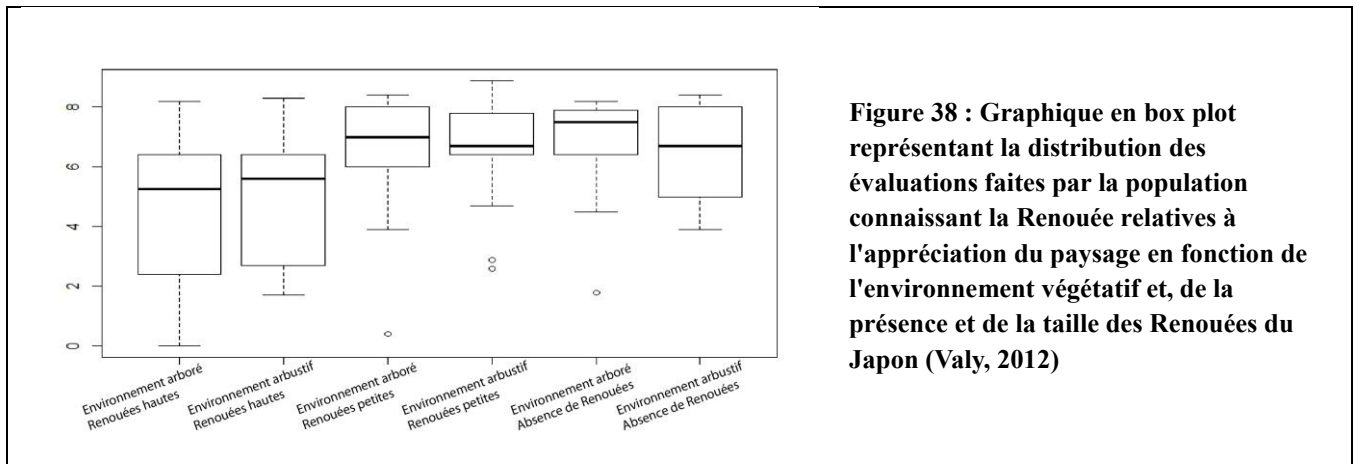 8
6
4
2
0
Environnement arboré
Renouées hautes
Environnement arbustif
Renouées hautes
Environnement arboré
Renouées petites
Environnement arbustif
Renouées petites
Environnement arboré
Absence de Renouées
Environnement arbustif
Absence de Renouées
Figure 38 : Graphique en box plot
représentant la distribution des
évaluations faites par la population
connaissant la Renouée relatives à
l'appréciation du paysage en fonction de
l'environnement végétatif et, de la
présence et de la taille des Renouées du
Japon (Valy, 2012)